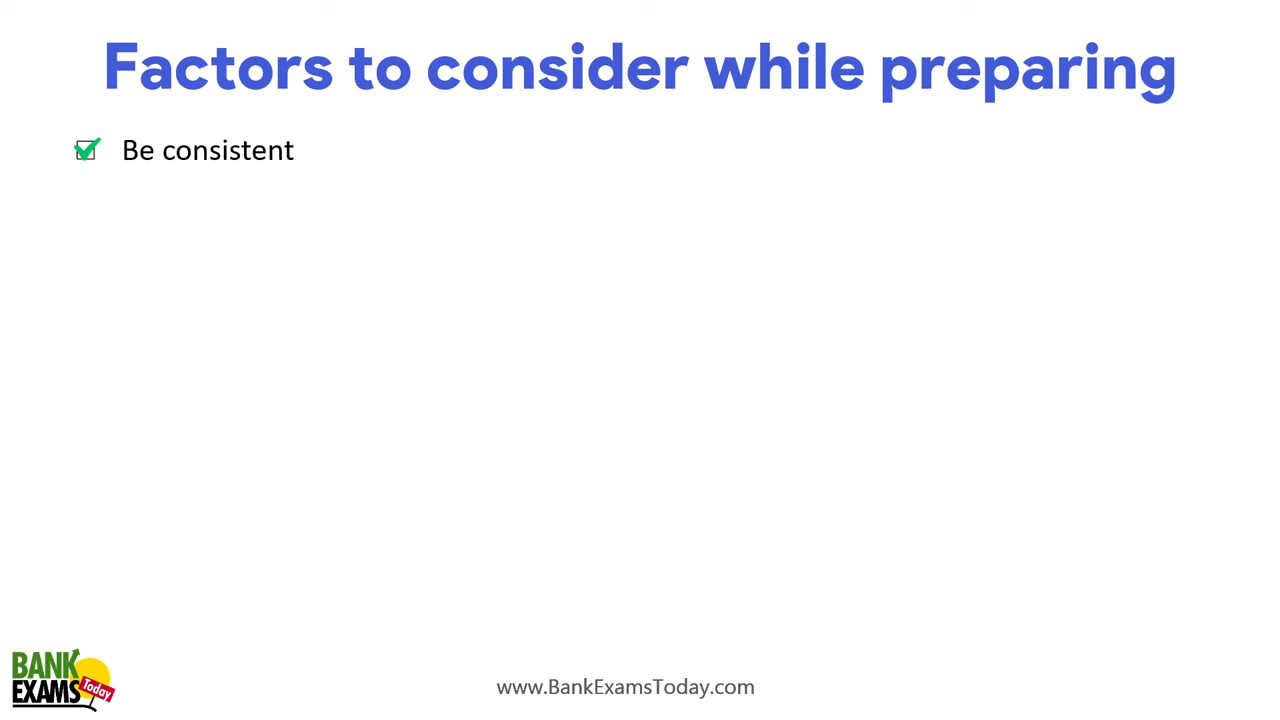 Factors to consider while preparing
Be consistent
BANK
EXAMS
Today
www.BankExamsToday.com